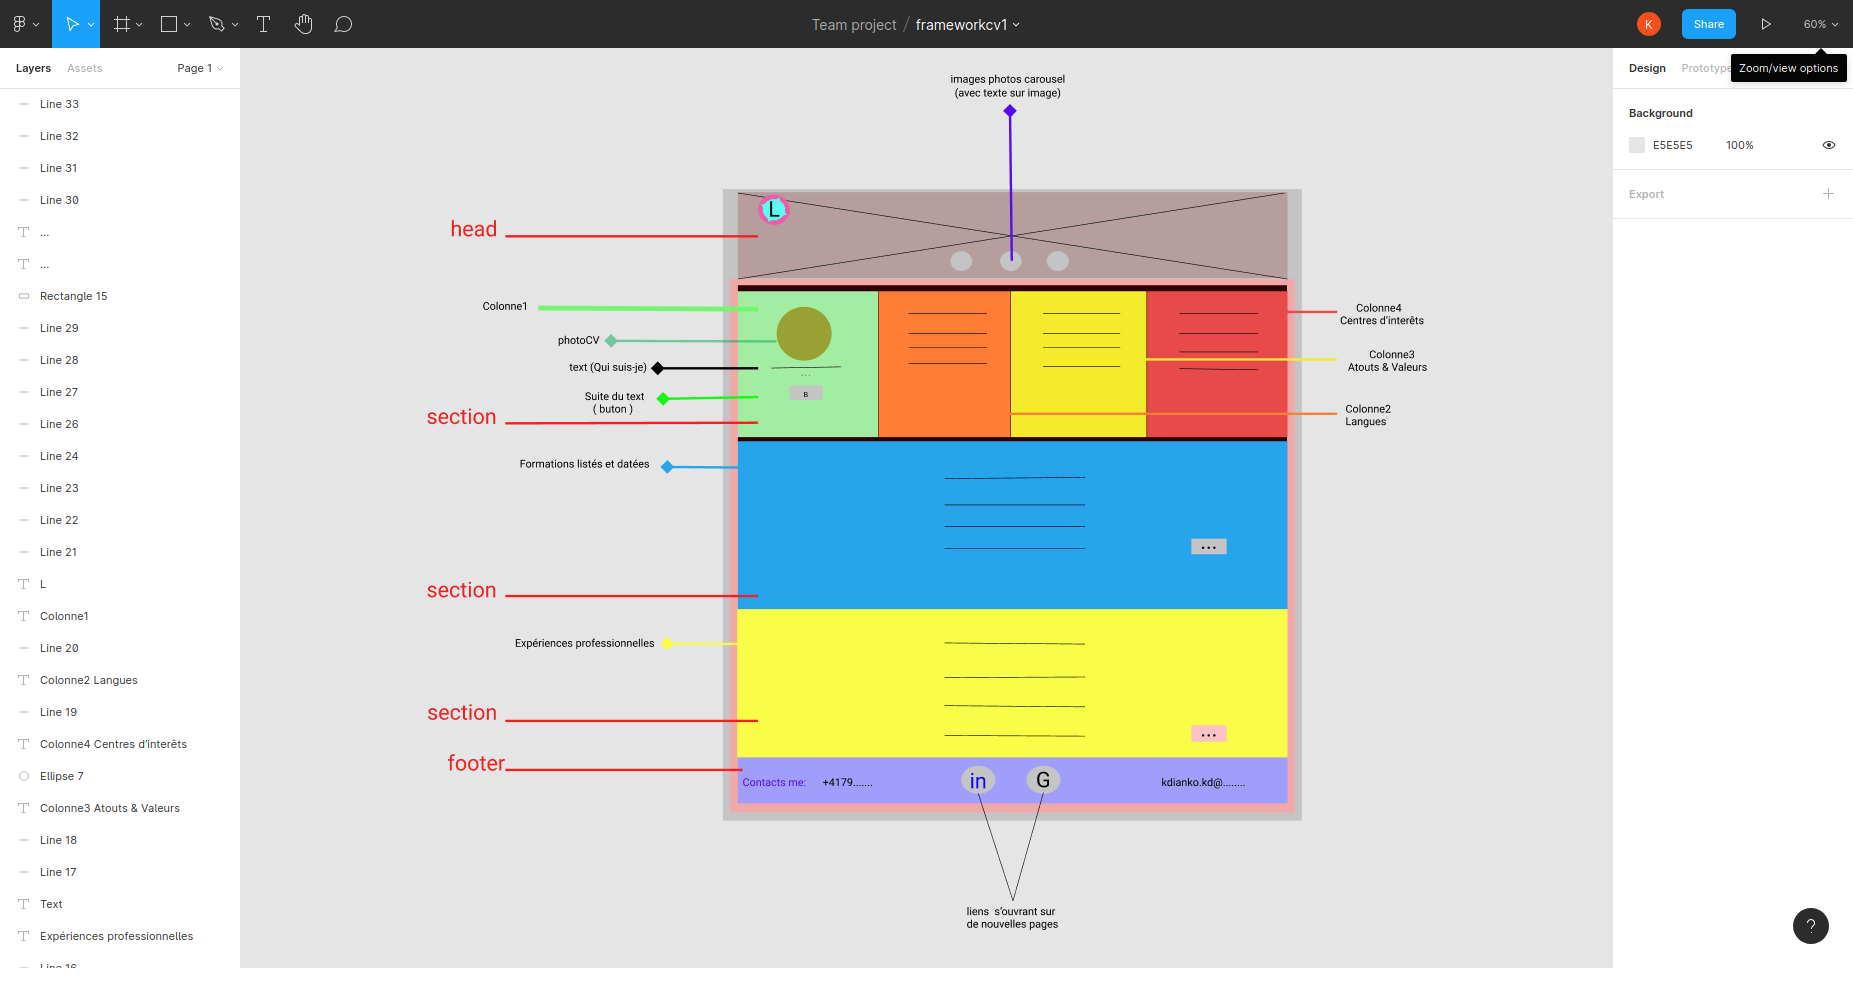 Team project / frameworkcv1
K
Share
60%
Layers
Assets
Page 1
Design
Prototype
Zoom/view options
Line 33
Line 32
Line 31
Line 30
...
...
Rectangle 15
Line 29
Line 28
Line 27
Line 26
Line 24
Line 23
Line 22
Line 21
L
Colonne1
Line 20
Colonne2 Langues
Line 19
Colonne4 Centres d'interêts
Ellipse 7
Colonne3 Atouts & Valeurs
Line 18
Line 17
Text
Expériences professionnelles
Line 16
images photos carousel
(avec texte sur image)
L
head
Colonne1
photoCV
text (Qui suis-je)
...
Suite du text
( buton )
B
section
Colonne4
Centres d'interêts
Colonne3
Atouts & Valeurs
Colonne2
Langues
Formations listés et datées
...
section
Expériences professionnelles
section
...
footer
Contacts me:
+4179.......
in
G
kdianko.kd@........
liens s'ouvrant sur
de nouvelles pages
Background
E5E5E5
100%
Export
?